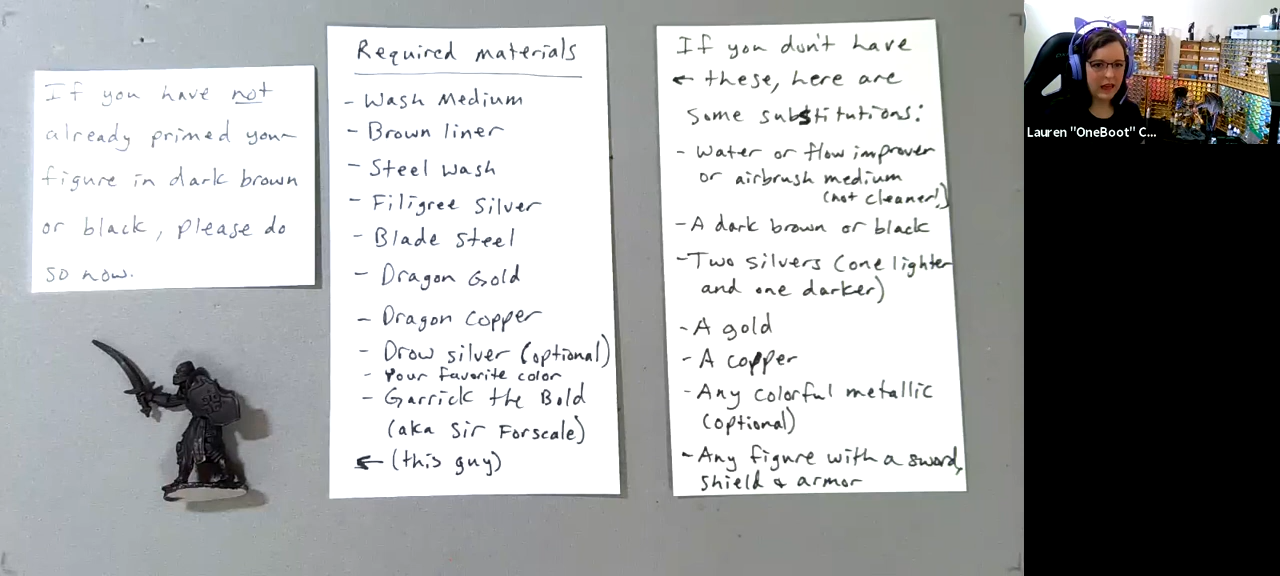 If you have not
already primed your
figure in dark brown
or black, please do
so now.
Required materials
- Wash Medium
- Brown liner
- Steel wash
- Filigree Silver
- Blade Steel
- Dragon Gold
- Dragon Copper
- Drow silver (optional)
- Your favorite color
- Garrick the Bold
(aka Sir Forscale)
← (this guy)
If you don't have
← these, here are
some substitutions:
- Water or flow improver
or airbrush medium
(not cleaner!)
- A dark brown or black
- Two silvers (one lighter
and one darker)
- A gold
- A copper
- Any colorful metallic
(optional)
- Any figure with a sword,
shield & armor
Lauren "OneBoot" C...